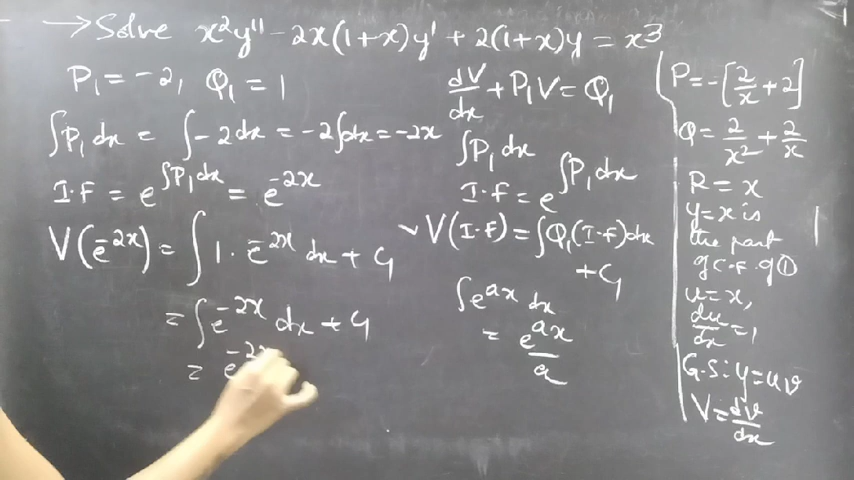 → Solve x²y'' - 2x(1+x)y' + 2(1+x)y = x³
P₁ = -2, Q₁ = 1
∫P₁ dx = ∫-2dx = -2∫dx = -2x
I.F = e^∫P₁dx = e^-2x
V(e^-2x) = ∫1. e^-2x dx + C₁
= ∫e^-2x dx + C₁
= e^-2x
dV/dx + P₁V = Q₁
∫P₁ dx
I.F = e^∫P₁dx
V(I.F) = ∫Q₁(I.F)dx
+ C₁
∫e^ax dx
= e^ax/a
P = -[2/x + 2]
Q = 2/x² + 2/x
R = x
y = x is
the part
of C.F. of ①
u = x,
du/dx = 1
G.S: y = uv
V = dv/dx